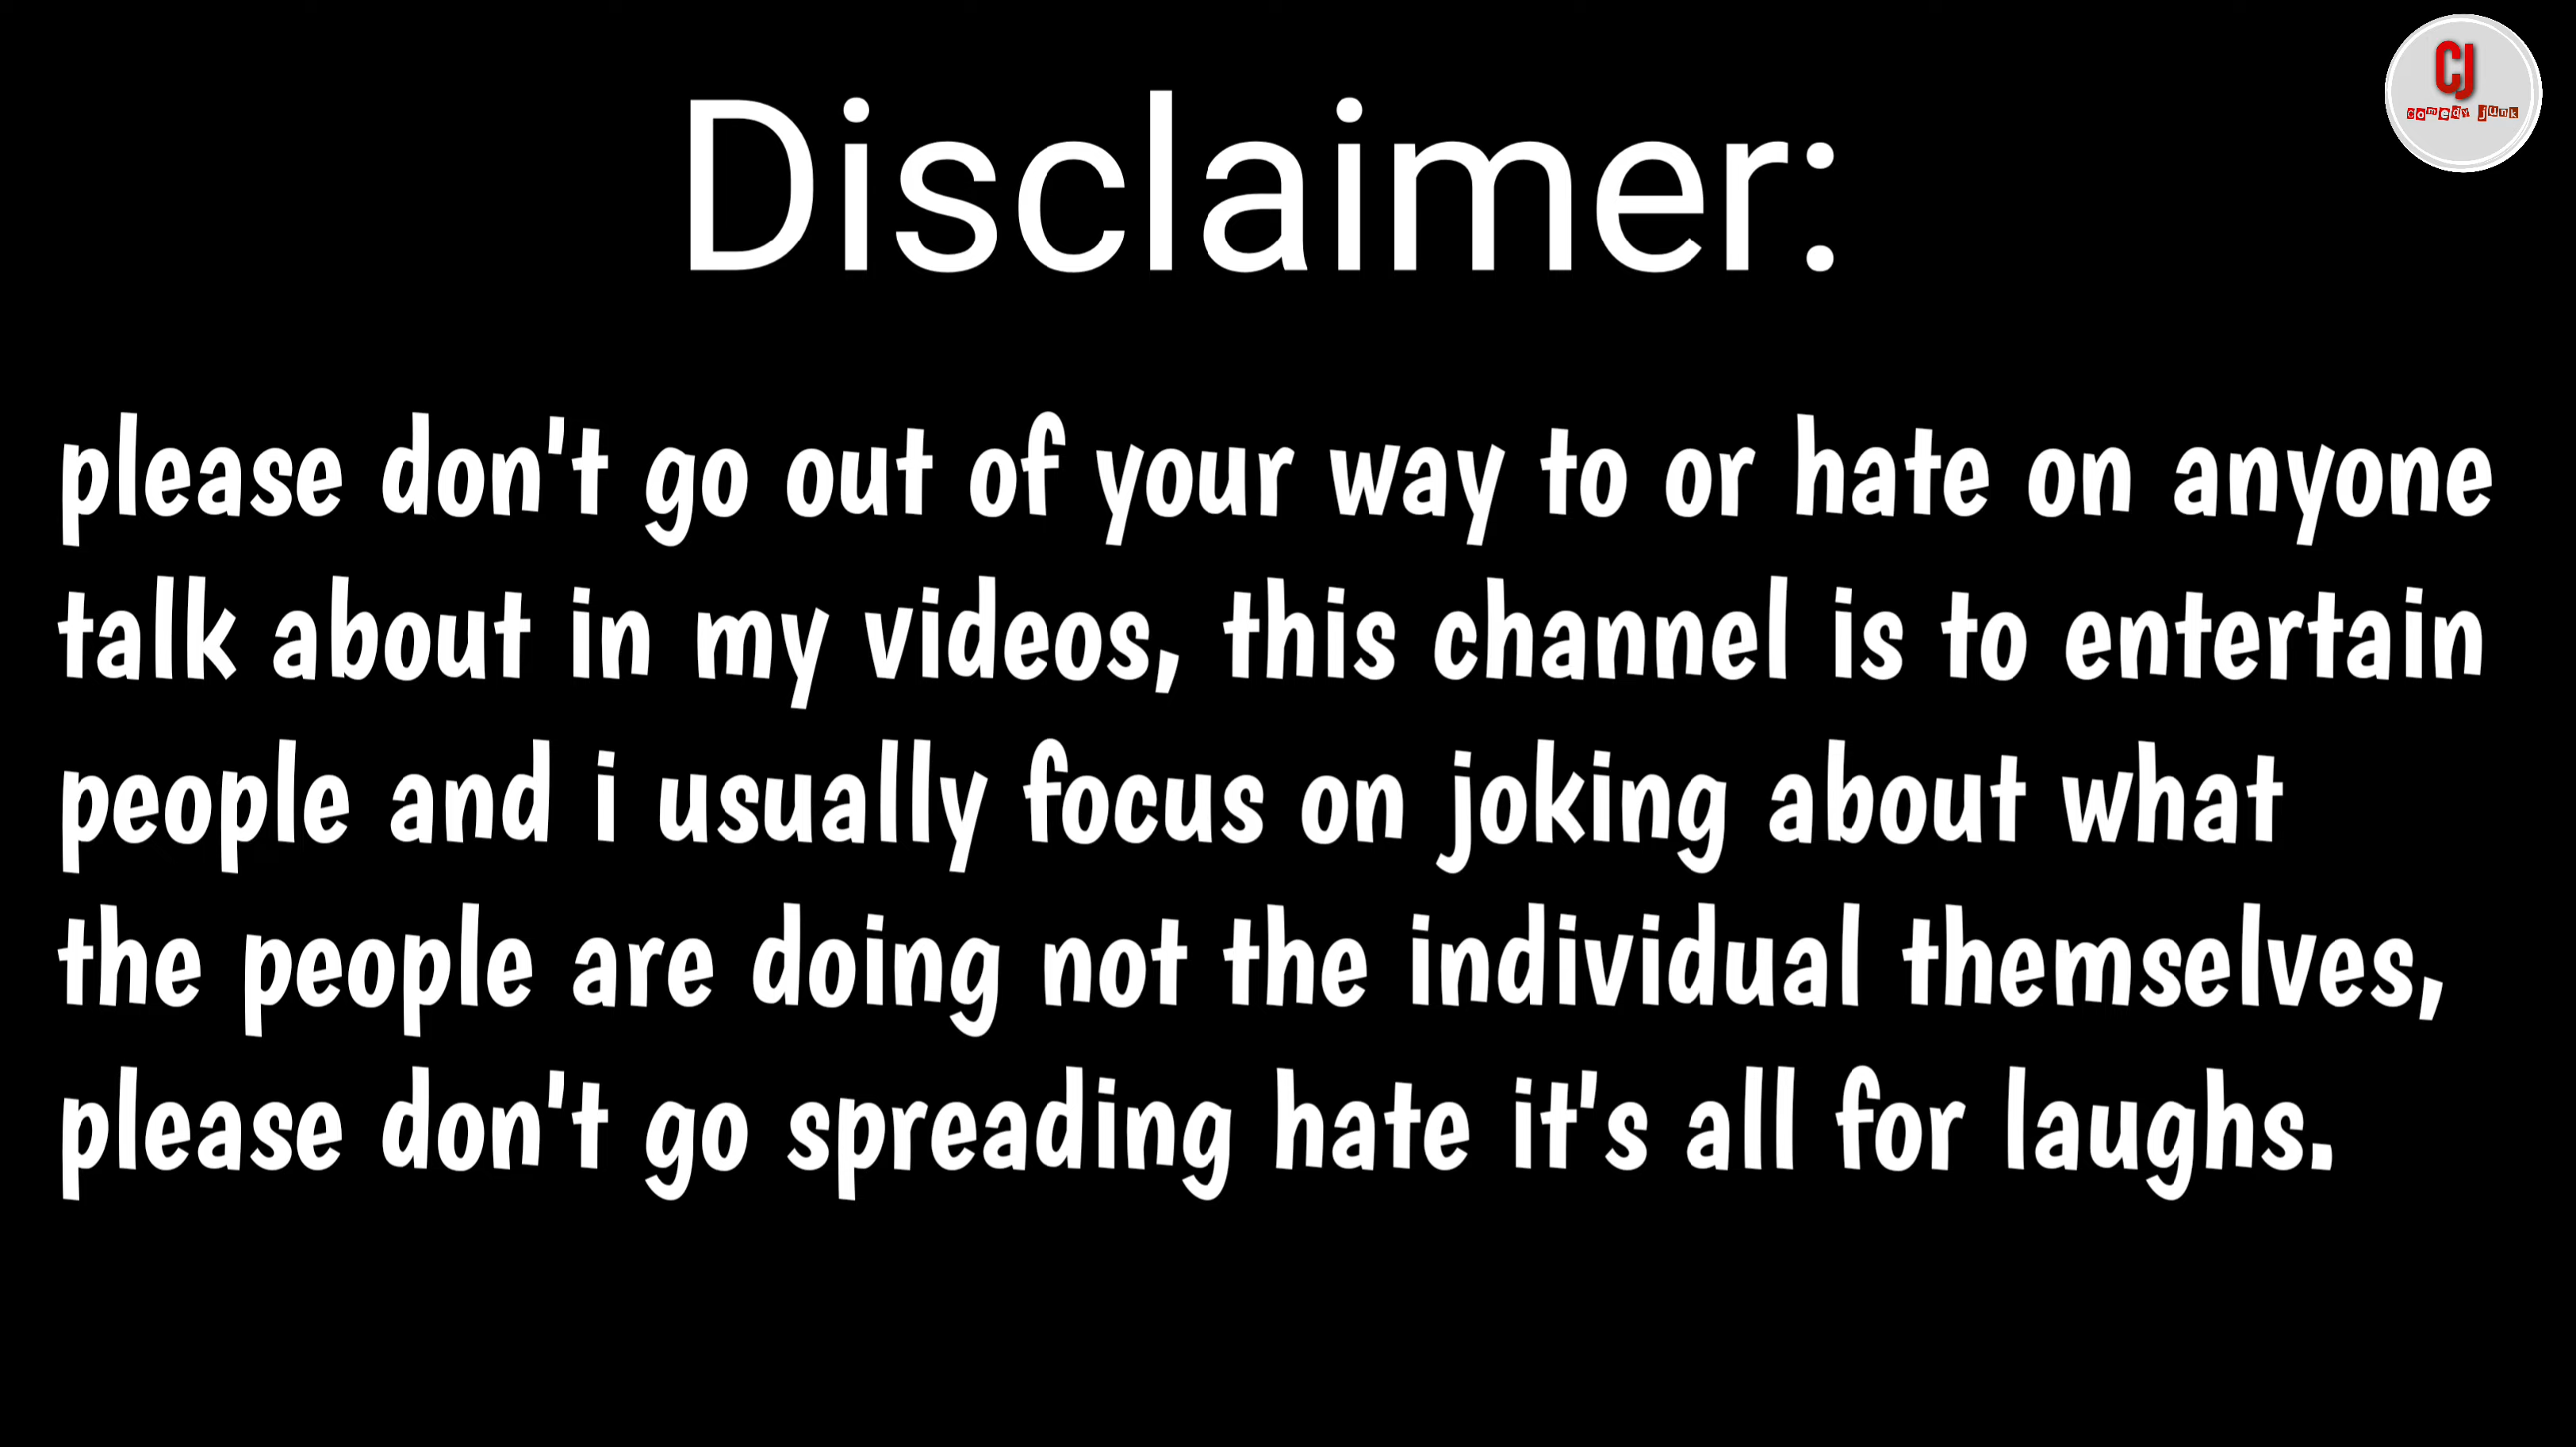 CJ
comedy junk
Disclaimer:
please don't go out of your way to or hate on anyone
talk about in my videos, this channel is to entertain
people and i usually focus on joking about what
the people are doing not the individual themselves,
please don't go spreading hate it's all for laughs.